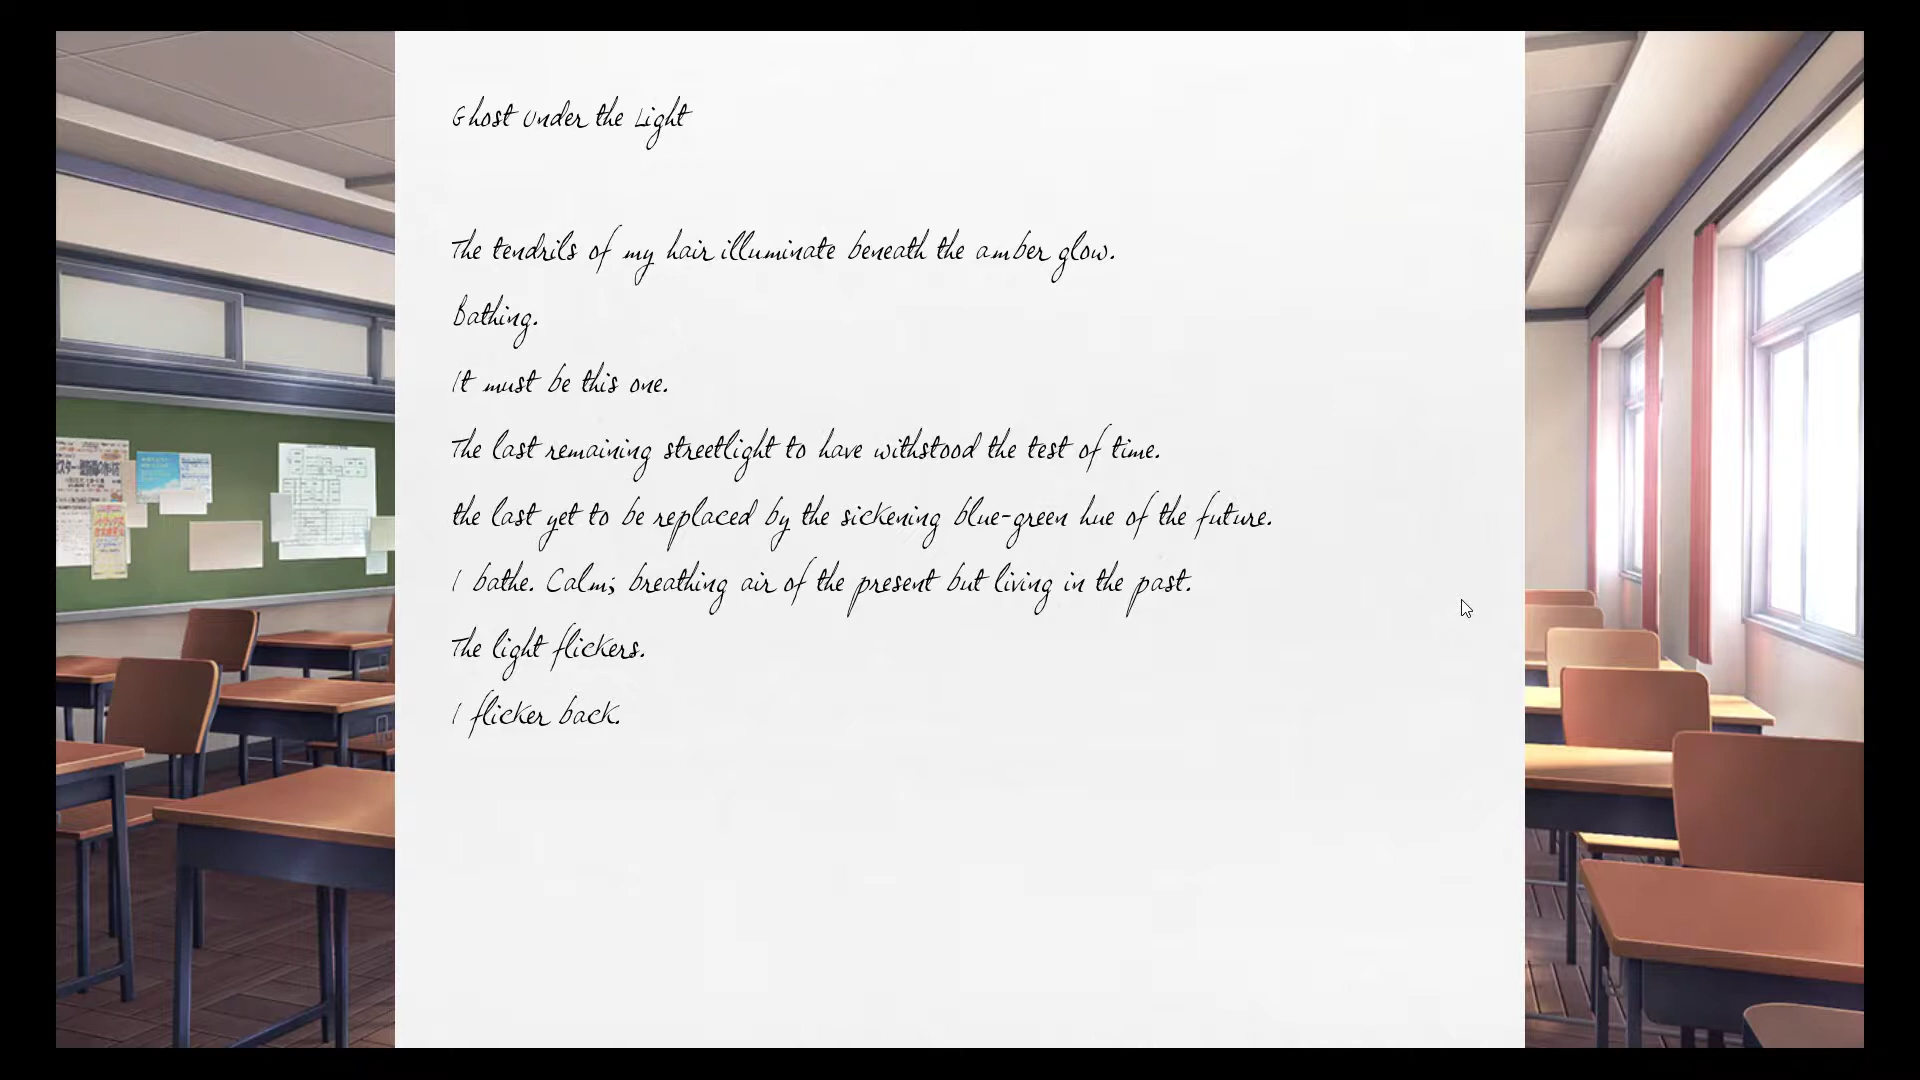 Ghost Under the Light
The tendrils of my hair illuminate beneath the amber glow.
Bathing.
It must be this one.
The last remaining streetlight to have withstood the test of time.
the last yet to be replaced by the sickening blue-green hue of the future.
I bathe. Calm; breathing air of the present but living in the past.
The light flickers.
I flicker back.